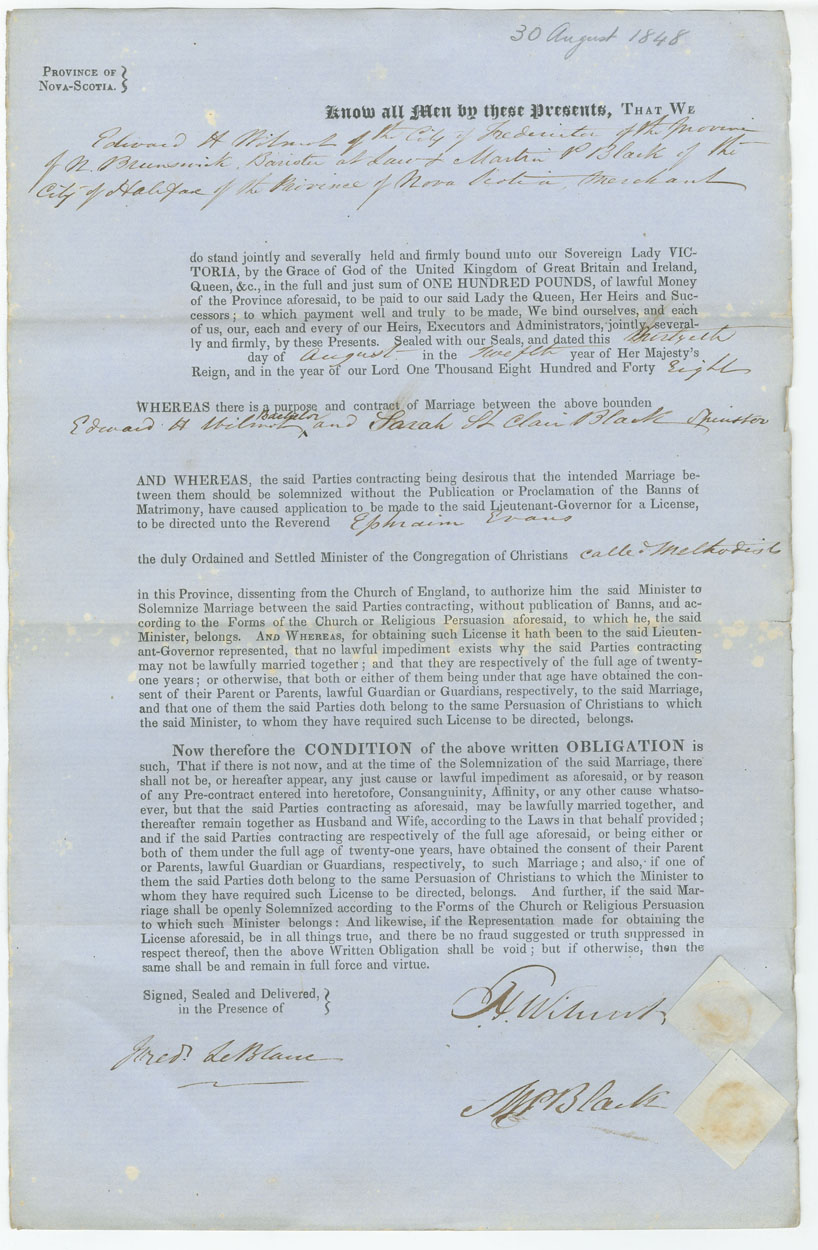 30 August 1848
PROVINCE OF
NOVA-SCOTIA.
Know all Men by these Presents, THAT WE
Edward H Wilmot of the City of Fredericton of the Province
of N. Brunswick, Barister at Law & Martin P Black of the
City of Halifax of the Province of Nova Scotia, Merchant
do stand jointly and severally held and firmly bound unto our Sovereign Lady VIC-
TORIA, by the Grace of God of the United Kingdom of Great Britain and Ireland,
Queen, &c., in the full and just sum of ONE HUNDRED POUNDS, of lawful Money
of the Province aforesaid, to be paid to our said Lady the Queen, Her Heirs and Suc-
cessors; to which payment well and truly to be made, We bind ourselves, and each
of us, our, each and every of our Heirs, Executors and Administrators, jointly, several-
ly and firmly, by these Presents. Sealed with our Seals, and dated this thirtyeth
day of August in the twelfth year of Her Majesty's
Reign, and in the year of our Lord One Thousand Eight Hundred and Forty Eight
WHEREAS there is a purpose and contract of Marriage between the above bounden
Edward H Wilmot Bachelor and Sarah St Clair Black Spinster
AND WHEREAS, the said Parties contracting being desirous that the intended Marriage be-
tween them should be solemnized without the Publication or Proclamation of the Banns of
Matrimony, have caused application to be made to the said Lieutenant-Governor for a License,
to be directed unto the Reverend Ephraim Evans
the duly Ordained and Settled Minister of the Congregation of Christians called Methodists
in this Province, dissenting from the Church of England, to authorize him the said Minister to
Solemnize Marriage between the said Parties contracting, without publication of Banns, and ac-
cording to the Forms of the Church or Religious Persuasion aforesaid, to which he, the said
Minister, belongs. AND WHEREAS, for obtaining such License it hath been to the said Lieuten-
ant-Governor represented, that no lawful impediment exists why the said Parties contracting
may not be lawfully married together; and that they are respectively of the full age of twenty-
one years; or otherwise, that both or either of them being under that age have obtained the con-
sent of their Parent or Parents, lawful Guardian or Guardians, respectively, to the said Marriage,
and that one of them the said Parties doth belong to the same Persuasion of Christians to which
the said Minister, to whom they have required such License to be directed, belongs.
Now therefore the CONDITION of the above written OBLIGATION is
such, That if there is not now, and at the time of the Solemnization of the said Marriage, there
shall not be, or hereafter appear, any just cause or lawful impediment as aforesaid, or by reason
of any Pre-contract entered into heretofore, Consanguinity, Affinity, or any other cause whatso-
ever, but that the said Parties contracting as aforesaid, may be lawfully married together, and
thereafter remain together as Husband and Wife, according to the Laws in that behalf provided;
and if the said Parties contracting are respectively of the full age aforesaid, or being either or
both of them under the full age of twenty-one years, have obtained the consent of their Parent
or Parents, lawful Guardian or Guardians, respectively, to such Marriage; and also, if one of
them the said Parties doth belong to the same Persuasion of Christians to which the Minister to
whom they have required such License to be directed, belongs. And further, if the said Mar-
riage shall be openly Solemnized according to the Forms of the Church or Religious Persuasion
to which such Minister belongs: And likewise, if the Representation made for obtaining the
License aforesaid, be in all things true, and there be no fraud suggested or truth suppressed in
respect thereof, then the above Written Obligation shall be void; but if otherwise, then the
same shall be and remain in full force and virtue.
Signed, Sealed and Delivered,
in the Presence of
H Wilmot
Fred. LeBlanc
MPBlack